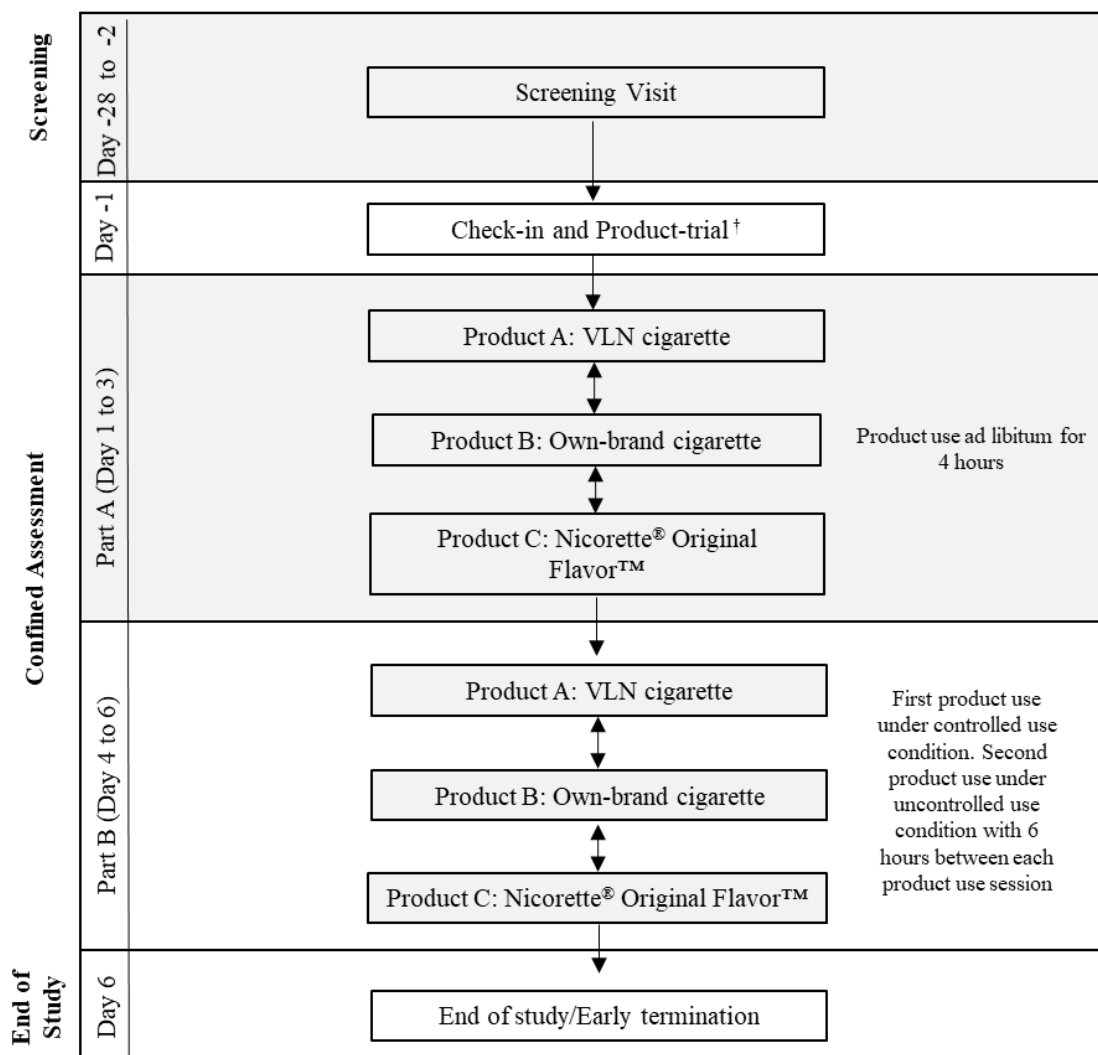 Screening
Day -28 to -2
Screening Visit
Day -1
Check-in and Product-trial †
Confined Assessment
Part A (Day 1 to 3)
Product A: VLN cigarette
Product B: Own-brand cigarette
Product C: Nicorette® Original
Flavor™
Product use ad libitum for
4 hours
Part B (Day 4 to 6)
Product A: VLN cigarette
Product B: Own-brand cigarette
Product C: Nicorette® Original Flavor™
First product use
under controlled use
condition. Second
product use under
uncontrolled use
condition with 6
hours between each
product use session
End of
Study
Day 6
End of study/Early termination